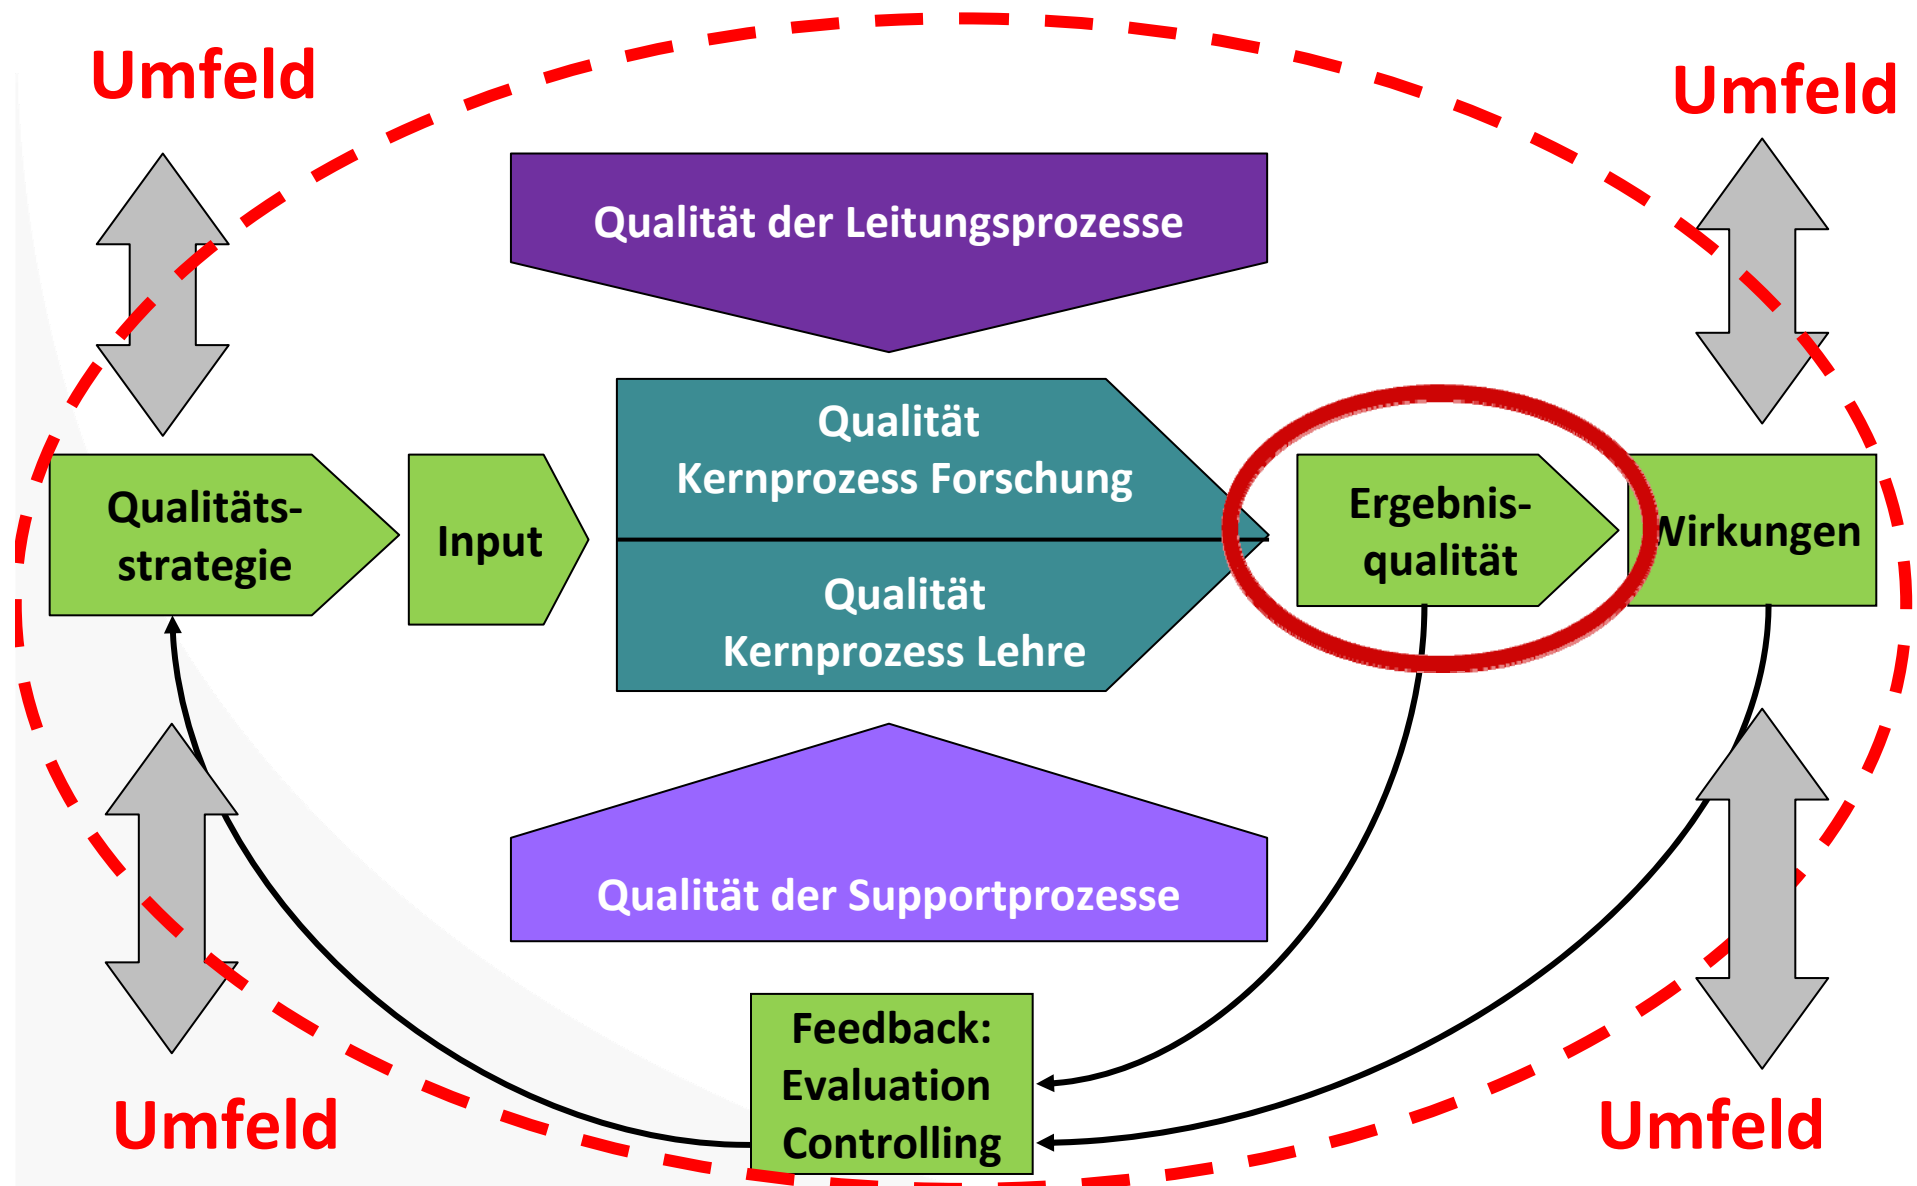 Umfeld
Umfeld
Qualität der Leitungsprozesse
Qualität
Kernprozess Forschung
Qualitäts-
strategie
Input
Ergebnis-
qualität
Wirkungen
Qualität
Kernprozess Lehre
Qualität der Supportprozesse
Feedback:
Evaluation
Controlling
Umfeld
Umfeld